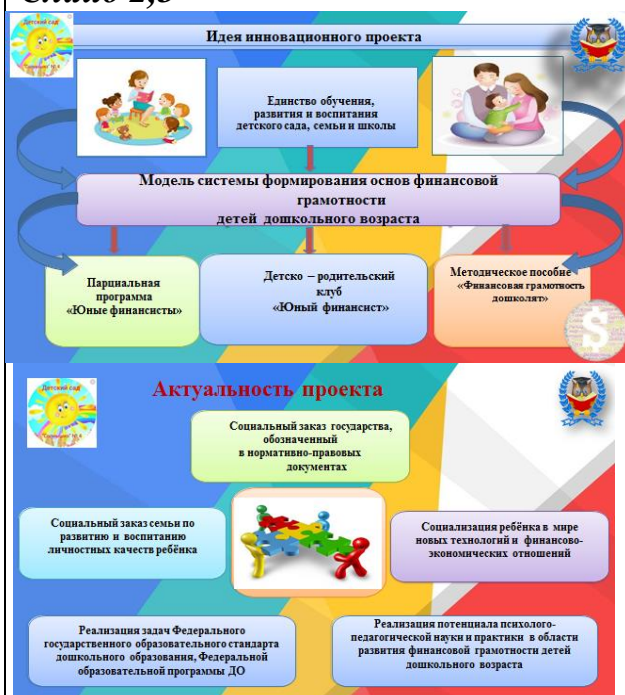 Слайд 2,3
Детский сад
Идея инновационного проекта
Единство обучения,
развития и воспитания
детского сада, семьи и школы
Модель системы формирования основ финансовой
грамотности
детей дошкольного возраста
Парциальная
программа
«Юные финансисты»
Детско – родительский
клуб
«Юный финансист»
Методическое пособие
«Финансовая грамотность
дошколят»
Детский сад
Актуальность проекта
Социальный заказ государства,
обозначенный
в нормативно-правовых
документах
Социальный заказ семьи по
развитию и воспитанию
личностных качеств ребёнка
Социализация ребёнка в мире
новых технологий и финансово-
экономических отношений
Реализация задач Федерального
государственного образовательного стандарта
дошкольного образования, Федеральной
образовательной программы ДО
Реализация потенциала психолого-
педагогической науки и практики в области
развития финансовой грамотности детей
дошкольного возраста